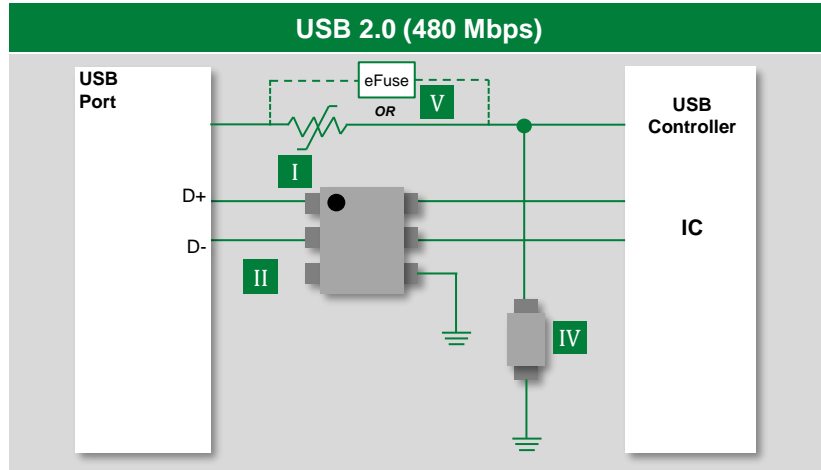 USB 2.0 (480 Mbps)
USB
Port
eFuse
OR
V
USB
Controller
I
D+
IC
D-
II
IV